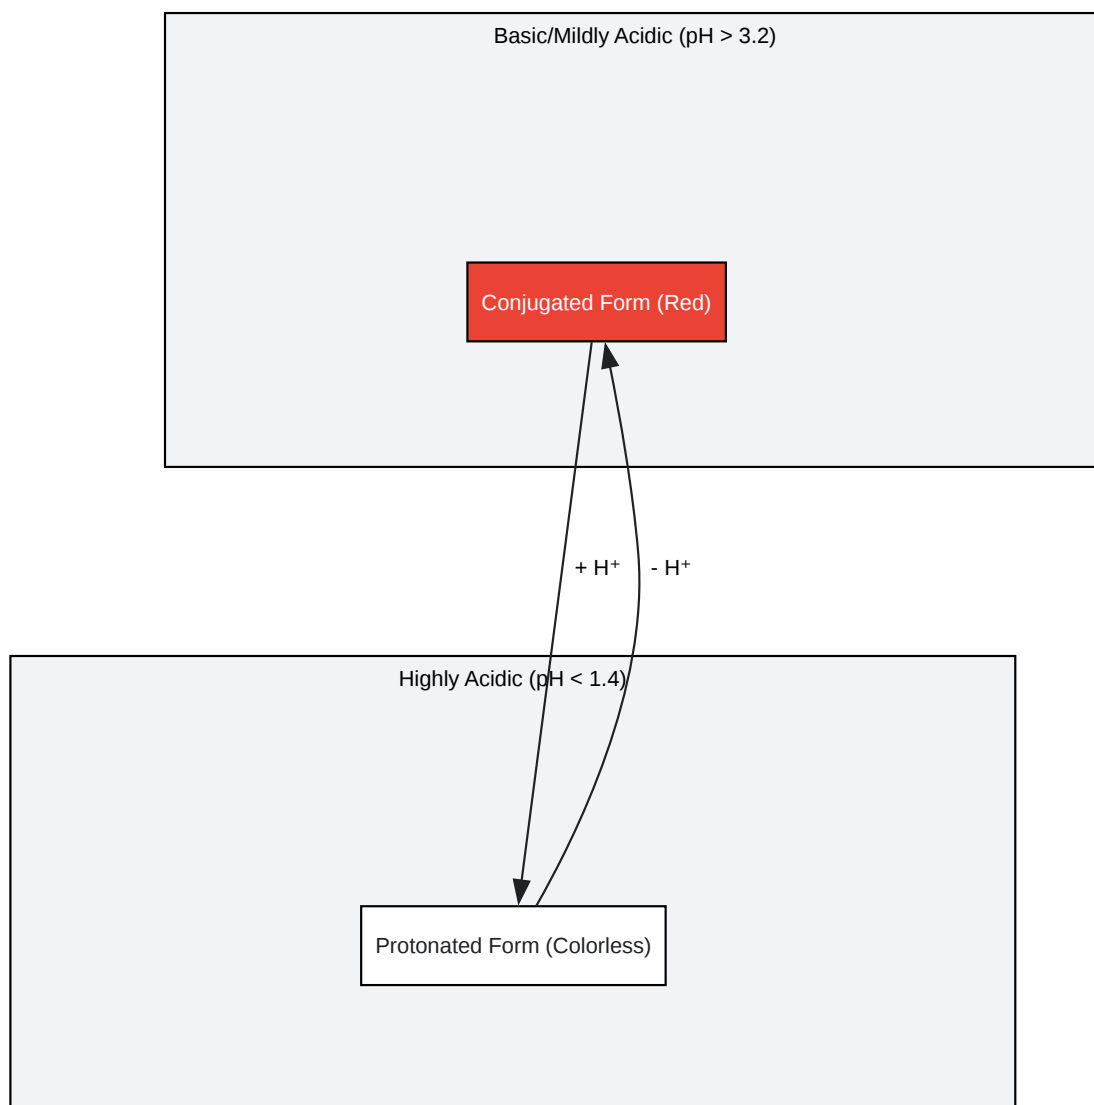 Basic/Mildly Acidic (pH > 3.2)
Conjugated Form (Red)
+ H⁺
- H⁺
Highly Acidic (pH < 1.4)
Protonated Form (Colorless)